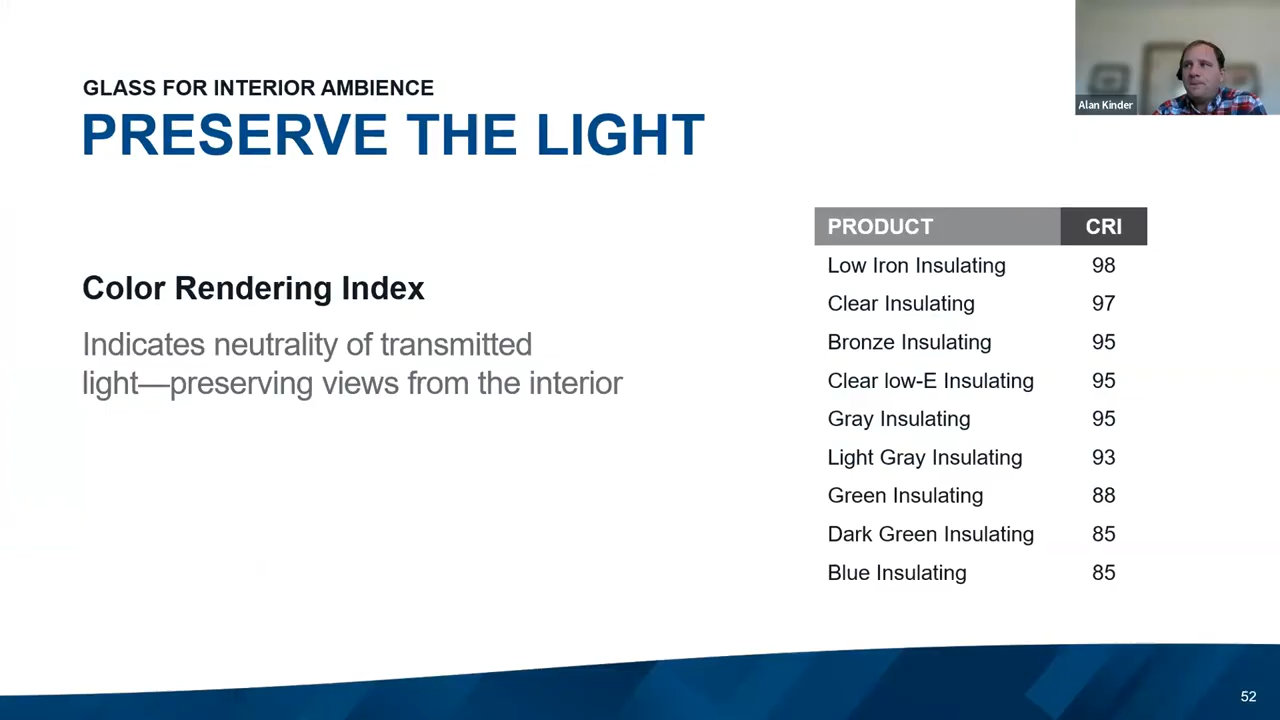 GLASS FOR INTERIOR AMBIENCE
PRESERVE THE LIGHT
Alan Kinder
Color Rendering Index
Indicates neutrality of transmitted
light—preserving views from the interior
PRODUCT CRI
Low Iron Insulating 98
Clear Insulating 97
Bronze Insulating 95
Clear low-E Insulating 95
Gray Insulating 95
Light Gray Insulating 93
Green Insulating 88
Dark Green Insulating 85
Blue Insulating 85
52